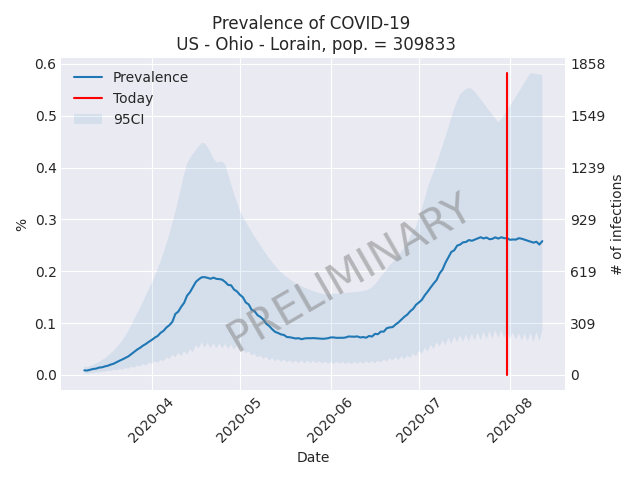 Prevalence of COVID-19
US - Ohio - Lorain, pop. = 309833
Prevalence
Today
95CI
0.6
0.5
0.4
0.3
0.2
0.1
0.0
%
1858
1549
1239
929
619
309
0
# of infections
PRELIMINARY
2020-04
2020-05
2020-06
2020-07
2020-08
Date